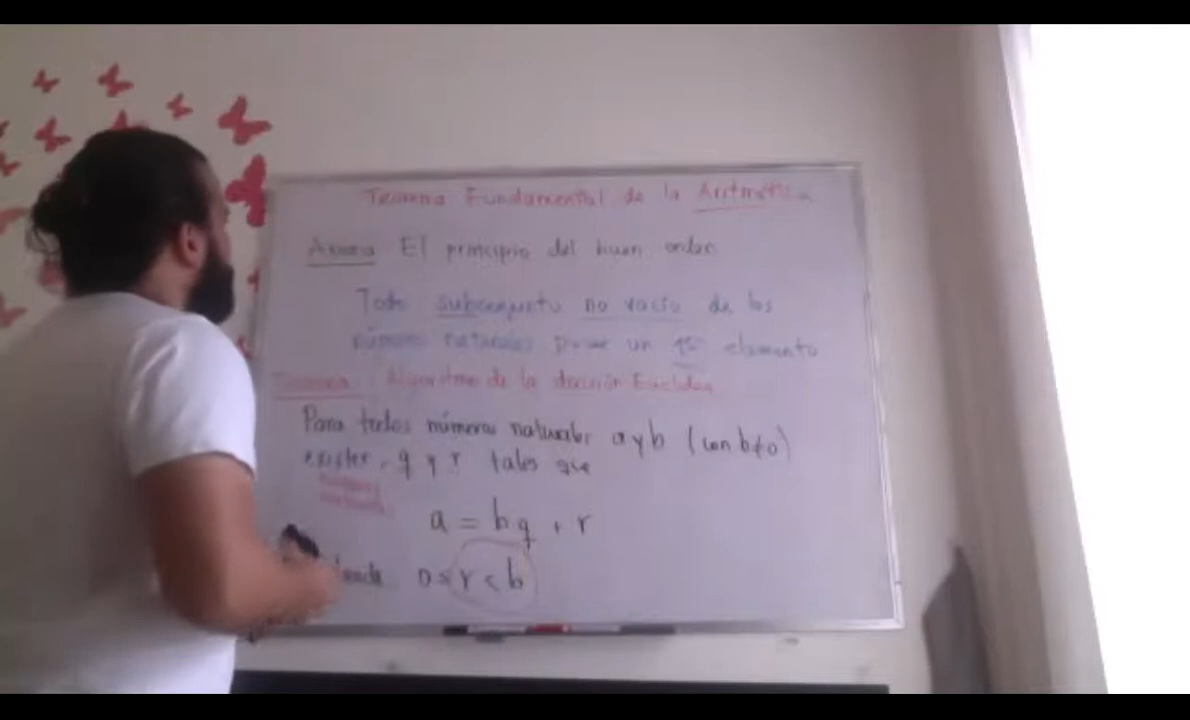 Teorema Fundamental de la Aritmética
Axioma El principio del buen orden
Todo subconjunto no vacío de los
números naturales posee un 1er elemento
Teorema: Algoritmo de la división Euclidea
Para todos números naturales a y b (con b≠0)
existen q y r tales que
a = bq + r
donde 0 ≤ r < b